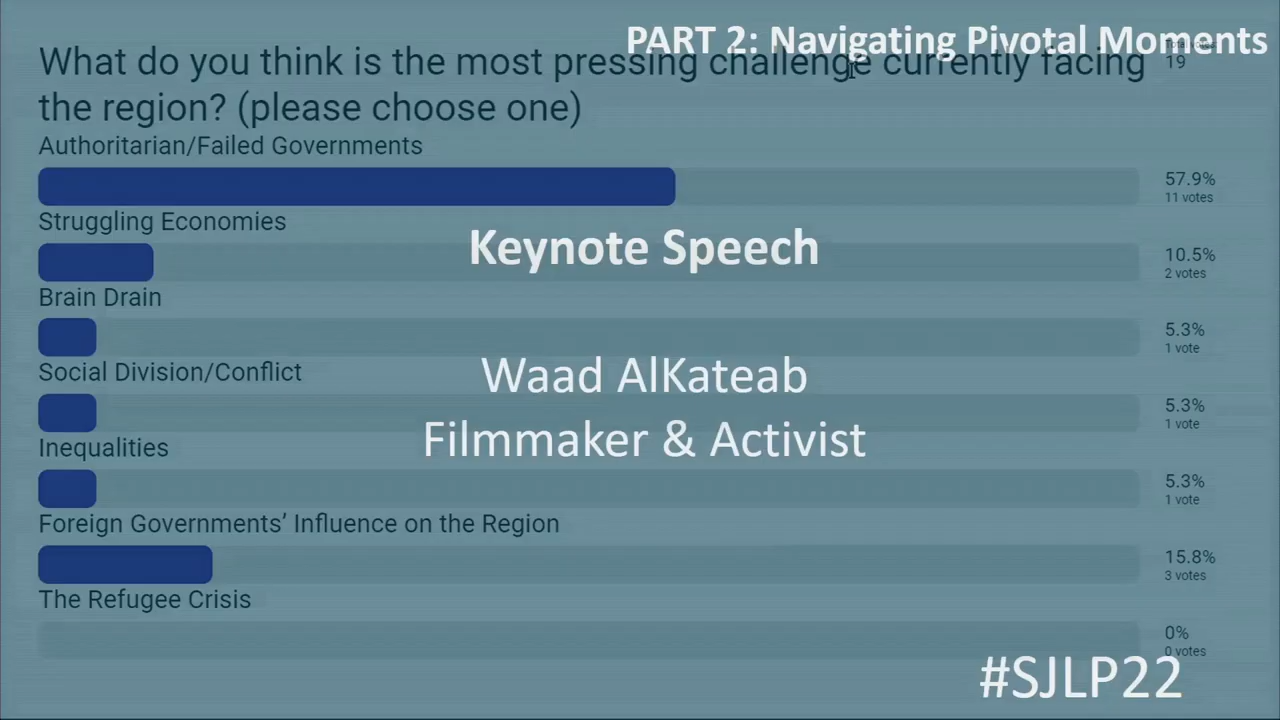 PART 2: Navigating Pivotal Moments
What do you think is the most pressing challenge currently facing
the region? (please choose one)
19
Authoritarian/Failed Governments
57.9%
11 votes
Struggling Economies
10.5%
2 votes
Keynote Speech
Brain Drain
5.3%
1 vote
Social Division/Conflict
5.3%
1 vote
Waad AlKateab
Filmmaker & Activist
Inequalities
5.3%
1 vote
Foreign Governments’ Influence on the Region
15.8%
3 votes
The Refugee Crisis
0%
0 votes
#SJLP22